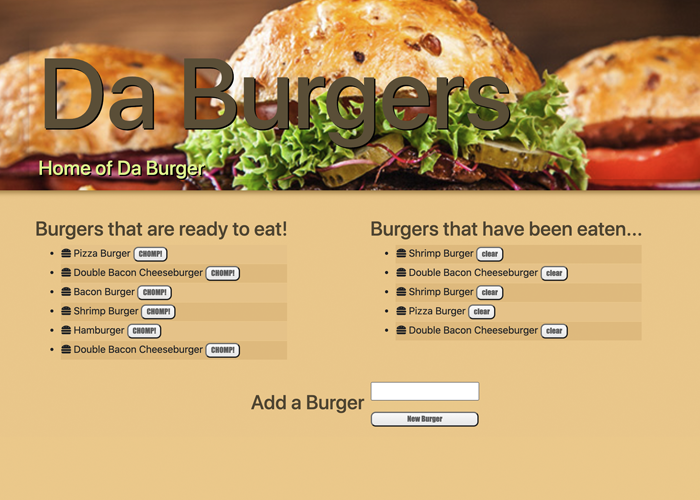 Da Burgers
Home of Da Burger
Burgers that are ready to eat!
Pizza Burger CHOMP!
Double Bacon Cheeseburger CHOMP!
Bacon Burger CHOMP!
Shrimp Burger CHOMP!
Hamburger CHOMP!
Double Bacon Cheeseburger CHOMP!
Burgers that have been eaten...
Shrimp Burger clear
Double Bacon Cheeseburger clear
Shrimp Burger clear
Pizza Burger clear
Double Bacon Cheeseburger clear
Add a Burger
New Burger